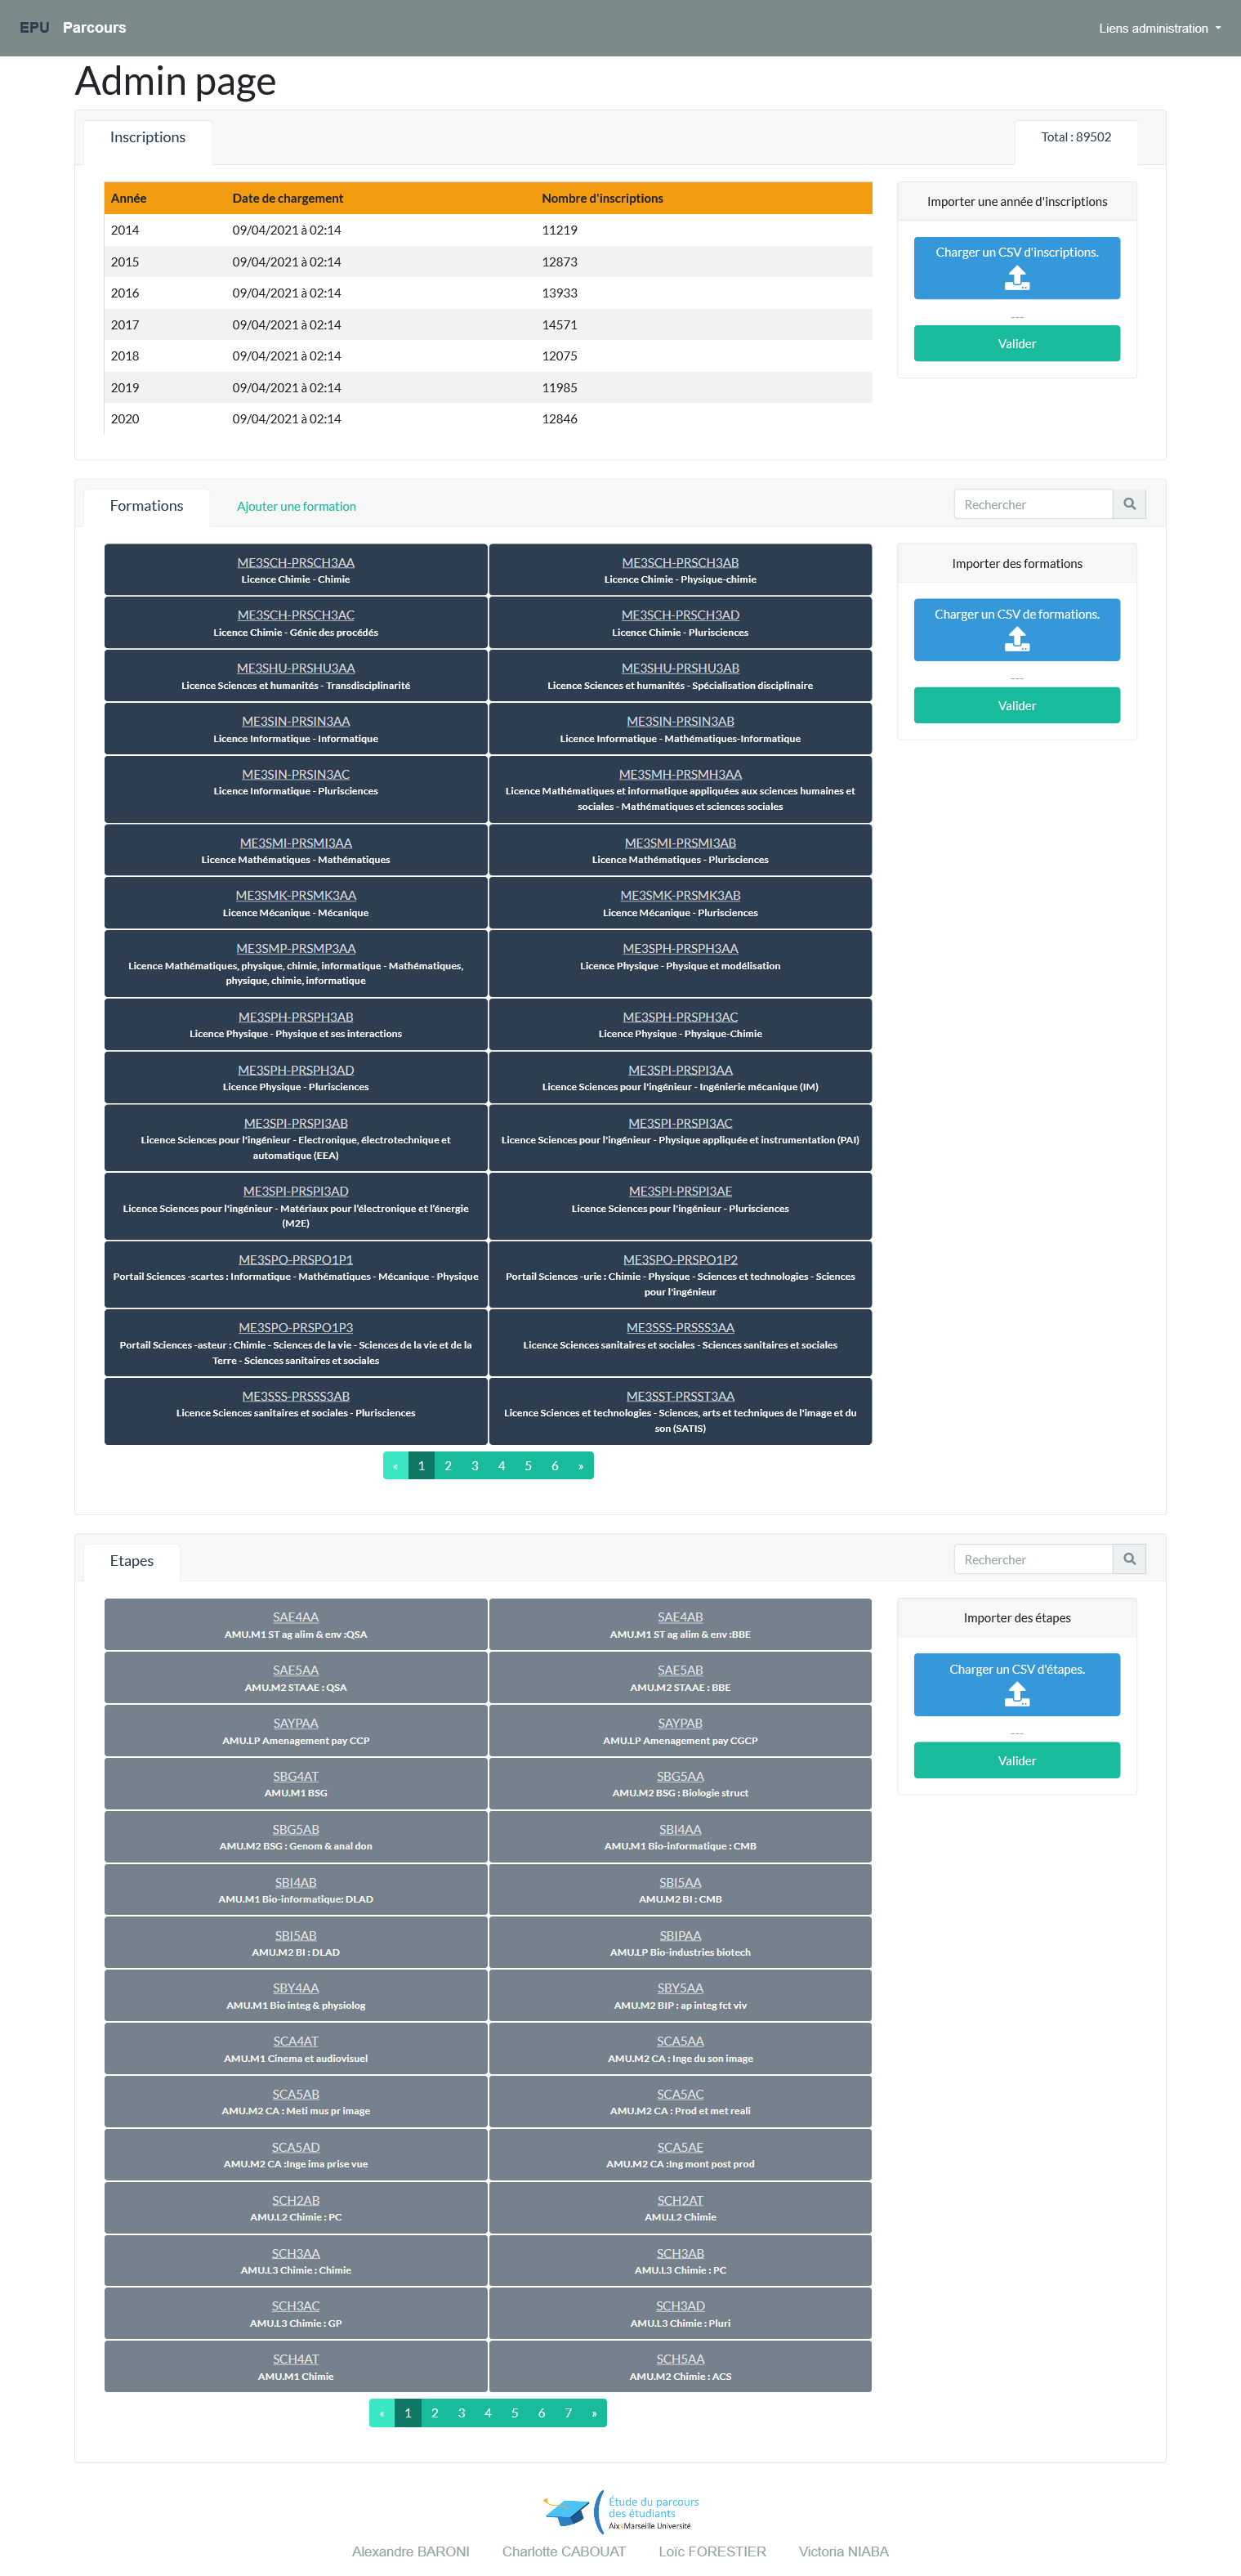 EPU Parcours Liens administration
Admin page
Inscriptions Total : 89502
Année Date de chargement Nombre d'inscriptions
2014 09/04/2021 à 02:14 11219
2015 09/04/2021 à 02:14 12873
2016 09/04/2021 à 02:14 13933
2017 09/04/2021 à 02:14 14571
2018 09/04/2021 à 02:14 12075
2019 09/04/2021 à 02:14 11985
2020 09/04/2021 à 02:14 12846
Importer une année d'inscriptions
Charger un CSV d'inscriptions.
---
Valider
Formations Ajouter une formation Rechercher
ME3SCH-PRSCH3AA
Licence Chimie - Chimie
ME3SCH-PRSCH3AB
Licence Chimie - Physique-chimie
ME3SCH-PRSCH3AC
Licence Chimie - Génie des procédés
ME3SCH-PRSCH3AD
Licence Chimie - Plurisciences
ME3SHU-PRSHU3AA
Licence Sciences et humanités - Transdisciplinarité
ME3SHU-PRSHU3AB
Licence Sciences et humanités - Spécialisation disciplinaire
ME3SIN-PRSIN3AA
Licence Informatique - Informatique
ME3SIN-PRSIN3AB
Licence Informatique - Mathématiques-Informatique
ME3SIN-PRSIN3AC
Licence Informatique - Plurisciences
ME3SMH-PRSMH3AA
Licence Mathématiques et informatique appliquées aux sciences humaines et
sociales - Mathématiques et sciences sociales
ME3SMI-PRSMI3AA
Licence Mathématiques - Mathématiques
ME3SMI-PRSMI3AB
Licence Mathématiques - Plurisciences
ME3SMK-PRSMK3AA
Licence Mécanique - Mécanique
ME3SMK-PRSMK3AB
Licence Mécanique - Plurisciences
ME3SMP-PRSMP3AA
Licence Mathématiques, physique, chimie, informatique - Mathématiques,
physique, chimie, informatique
ME3SPH-PRSPH3AA
Licence Physique - Physique et modélisation
ME3SPH-PRSPH3AB
Licence Physique - Physique et ses interactions
ME3SPH-PRSPH3AC
Licence Physique - Physique-Chimie
ME3SPH-PRSPH3AD
Licence Physique - Plurisciences
ME3SPI-PRSPI3AA
Licence Sciences pour l'ingénieur - Ingénierie mécanique (IM)
ME3SPI-PRSPI3AB
Licence Sciences pour l'ingénieur - Electronique, électrotechnique et
automatique (EEA)
ME3SPI-PRSPI3AC
Licence Sciences pour l'ingénieur - Physique appliquée et instrumentation (PAI)
ME3SPI-PRSPI3AD
Licence Sciences pour l'ingénieur - Matériaux pour l'électronique et l'énergie
(M2E)
ME3SPI-PRSPI3AE
Licence Sciences pour l'ingénieur - Plurisciences
ME3SPO-PRSPO1P1
Portail Sciences -scartes : Informatique - Mathématiques - Mécanique - Physique
ME3SPO-PRSPO1P2
Portail Sciences -urie : Chimie - Physique - Sciences et technologies - Sciences
pour l'ingénieur
ME3SPO-PRSPO1P3
Portail Sciences -asteur : Chimie - Sciences de la vie - Sciences de la vie et de la
Terre - Sciences sanitaires et sociales
ME3SSS-PRSSS3AA
Licence Sciences sanitaires et sociales - Sciences sanitaires et sociales
ME3SSS-PRSSS3AB
Licence Sciences sanitaires et sociales - Plurisciences
ME3SST-PRSST3AA
Licence Sciences et technologies - Sciences, arts et techniques de l'image et du
son (SATIS)
« 1 2 3 4 5 6 »
Importer des formations
Charger un CSV de formations.
---
Valider
Etapes Rechercher
SAE4AA
AMU.M1 ST ag alim & env :QSA
SAE4AB
AMU.M1 ST ag alim & env :BBE
SAE5AA
AMU.M2 STAAE : QSA
SAE5AB
AMU.M2 STAAE : BBE
SAYPAA
AMU.LP Amenagement pay CCP
SAYPAB
AMU.LP Amenagement pay CGCP
SBG4AT
AMU.M1 BSG
SBG5AA
AMU.M2 BSG : Biologie struct
SBG5AB
AMU.M2 BSG : Genom & anal don
SBI4AA
AMU.M1 Bio-informatique : CMB
SBI4AB
AMU.M1 Bio-informatique: DLAD
SBI5AA
AMU.M2 BI : CMB
SBI5AB
AMU.M2 BI : DLAD
SBIPAA
AMU.LP Bio-industries biotech
SBY4AA
AMU.M1 Bio integ & physiolog
SBY5AA
AMU.M2 BIP : ap integ fct viv
SCA4AT
AMU.M1 Cinema et audiovisuel
SCA5AA
AMU.M2 CA : Inge du son image
SCA5AB
AMU.M2 CA : Meti mus pr image
SCA5AC
AMU.M2 CA : Prod et met reali
SCA5AD
AMU.M2 CA :Inge ima prise vue
SCA5AE
AMU.M2 CA :Ing mont post prod
SCH2AB
AMU.L2 Chimie : PC
SCH2AT
AMU.L2 Chimie
SCH3AA
AMU.L3 Chimie : Chimie
SCH3AB
AMU.L3 Chimie : PC
SCH3AC
AMU.L3 Chimie : GP
SCH3AD
AMU.L3 Chimie : Pluri
SCH4AT
AMU.M1 Chimie
SCH5AA
AMU.M2 Chimie : ACS
« 1 2 3 4 5 6 7 »
Importer des étapes
Charger un CSV d'étapes.
---
Valider
Étude du parcours
des étudiants
Aix+Marseille Université
Alexandre BARONI Charlotte CABOUAT Loïc FORESTIER Victoria NIABA